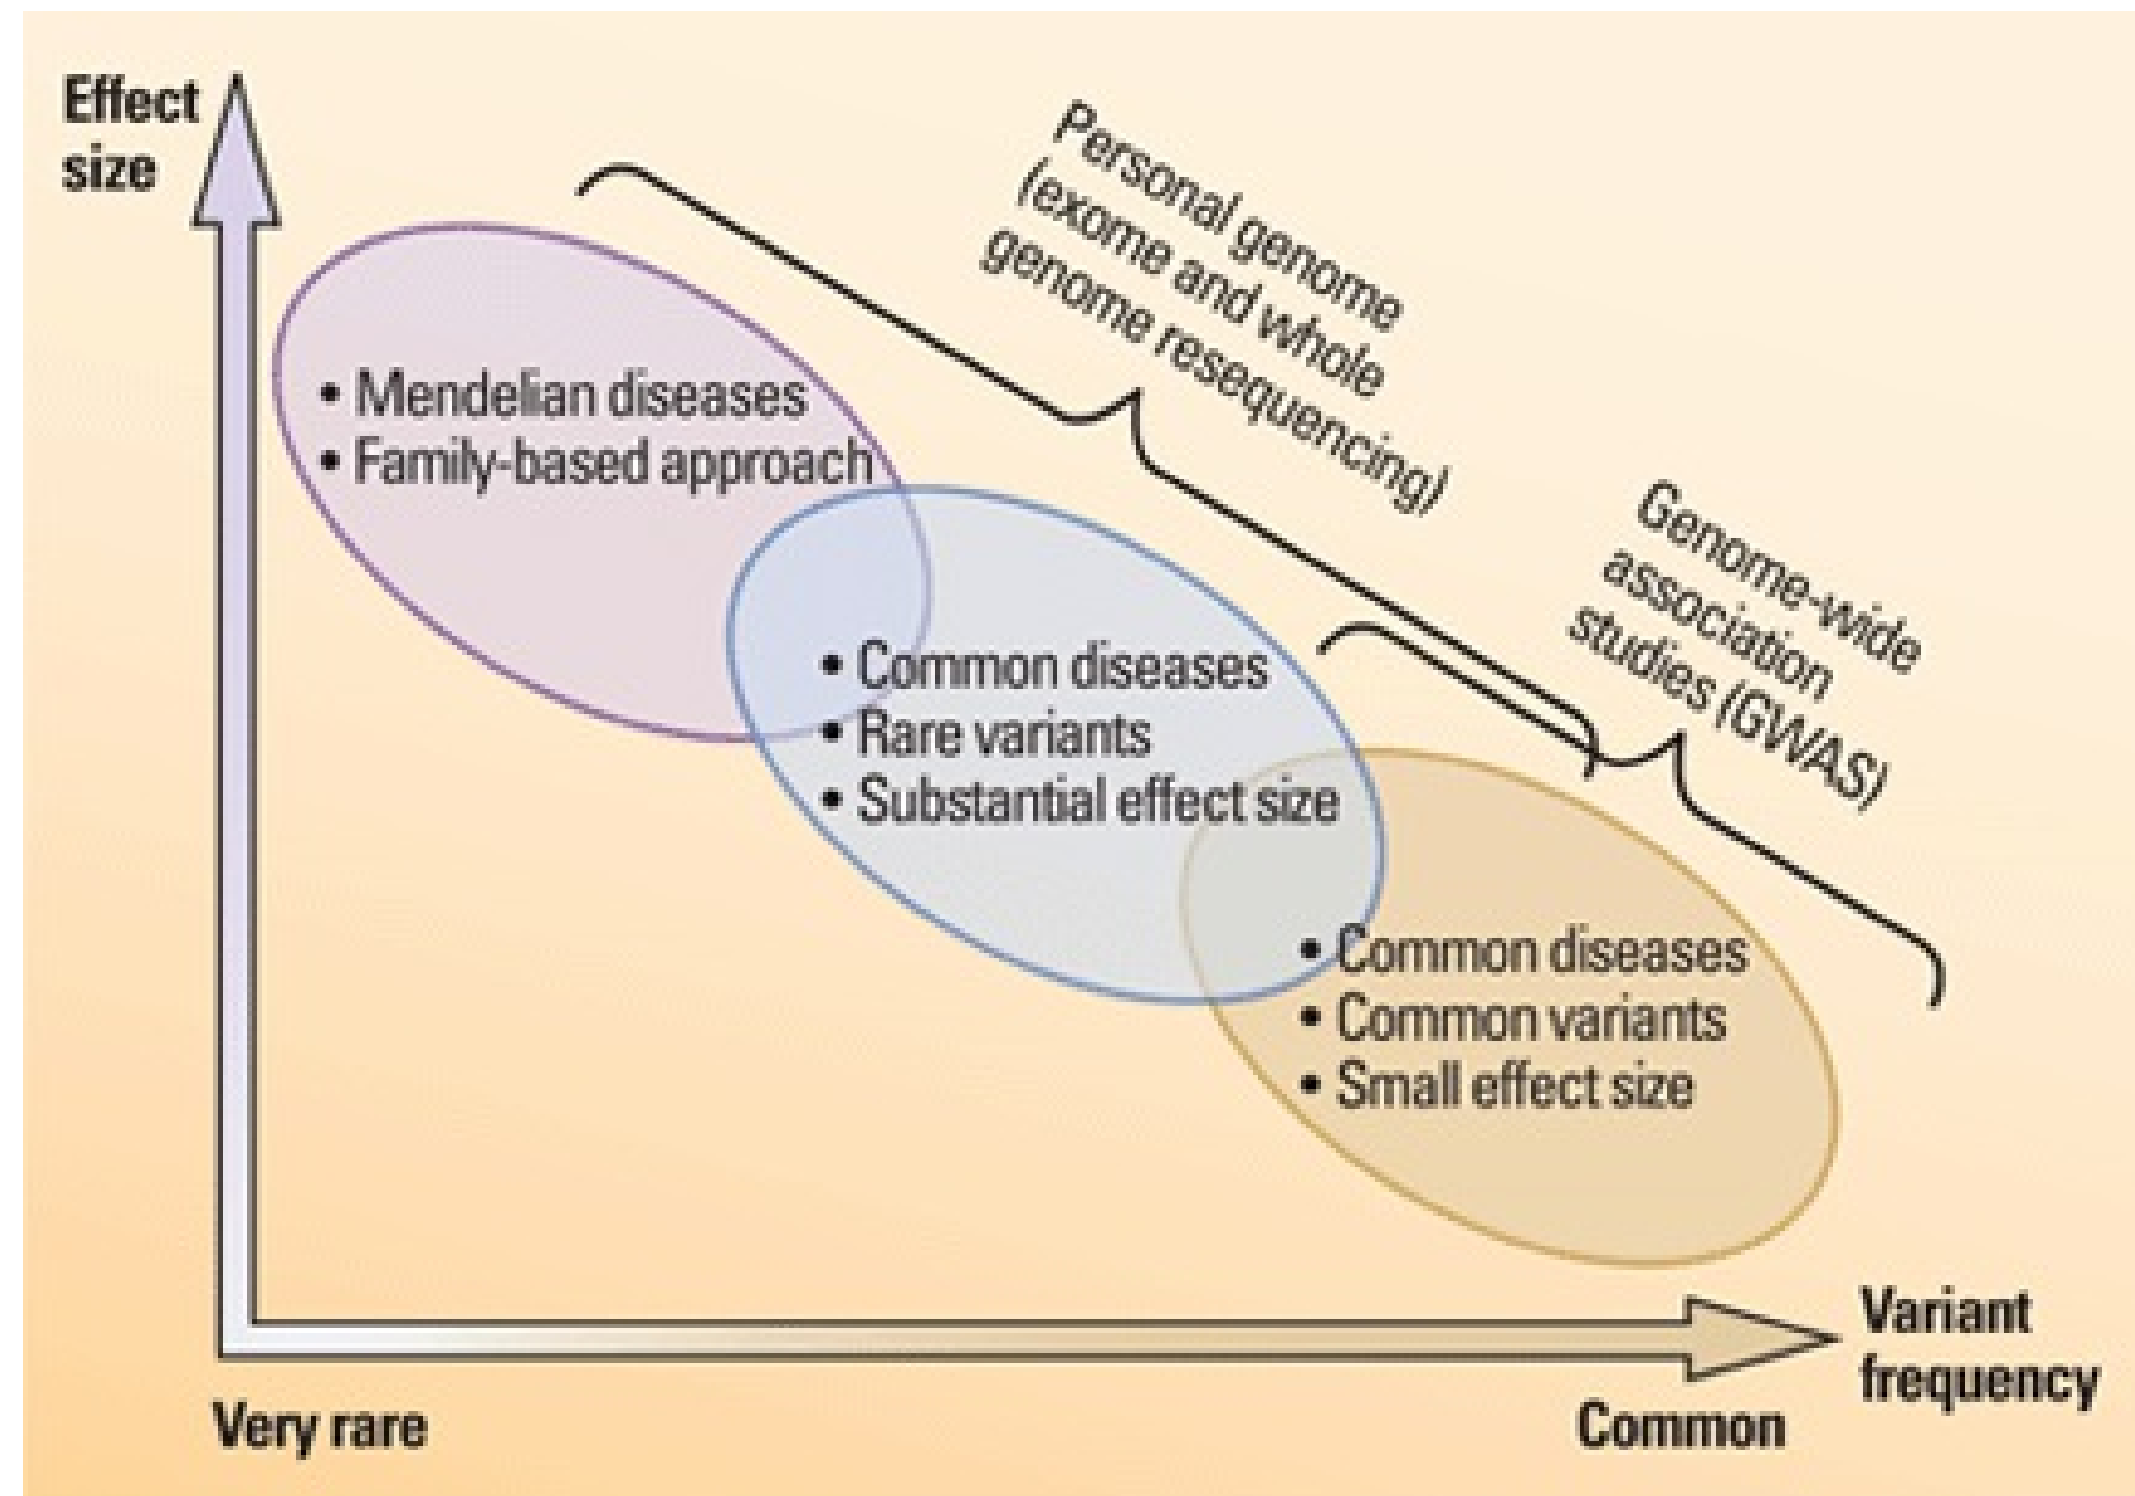 Effect
size
Personal genome
(exome and whole
genome resequencing)
• Mendelian diseases
• Family-based approach
Genome-wide
association
studies (GWAS)
• Common diseases
• Rare variants
• Substantial effect size
• Common diseases
• Common variants
• Small effect size
Variant
frequency
Very rare
Common